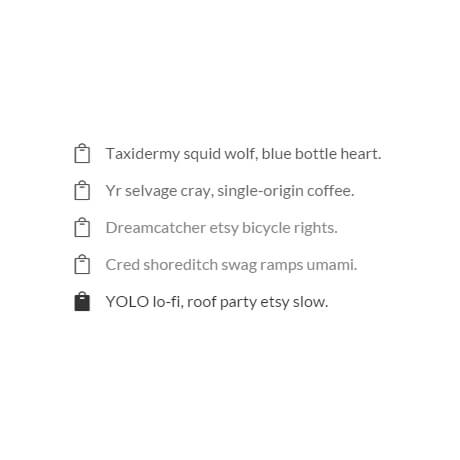 Taxidermy squid wolf, blue bottle heart.
Yr selvage cray, single-origin coffee.
Dreamcatcher etsy bicycle rights.
Cred shoreditch swag ramps umami.
YOLO lo-fi, roof party etsy slow.